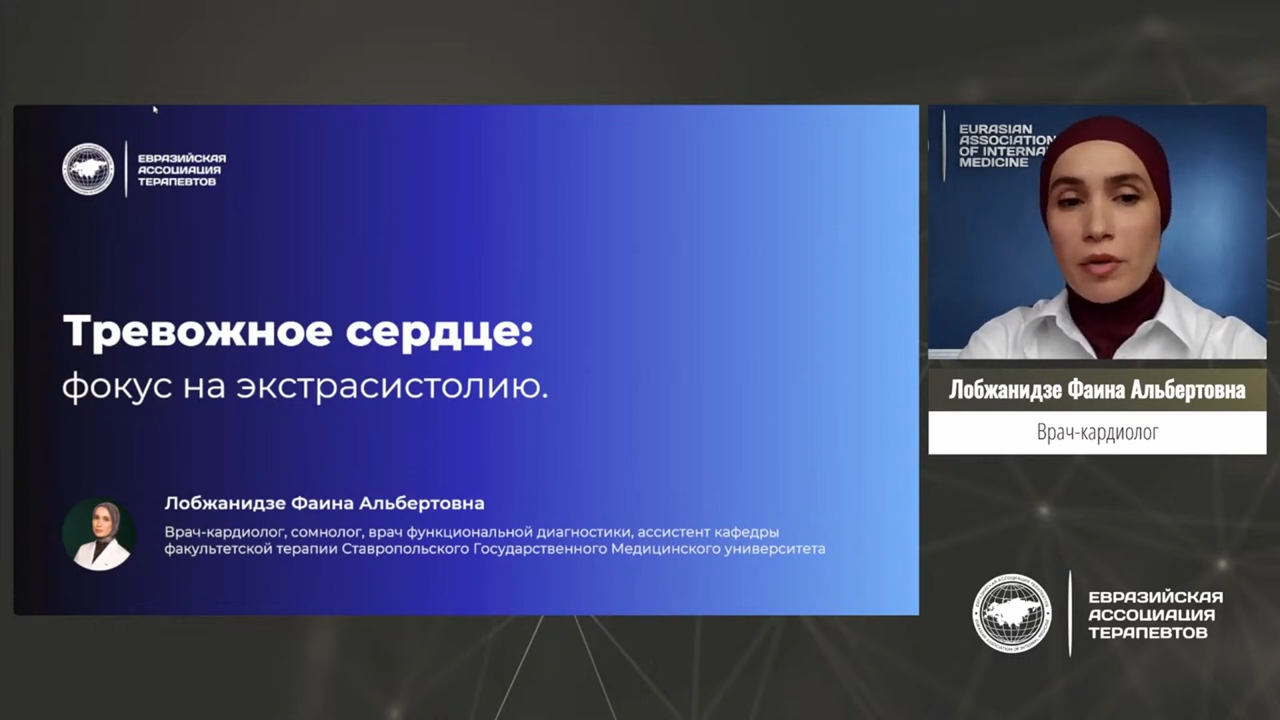 ЕВРАЗИЙСКАЯ
АССОЦИАЦИЯ
ТЕРАПЕВТОВ
Тревожное сердце:
фокус на экстрасистолию.
Лобжанидзе Фаина Альбертовна
Врач-кардиолог, сомнолог, врач функциональной диагностики, ассистент кафедры
факультетской терапии Ставропольского Государственного Медицинского университета
EURASIAN
ASSOCIATION
OF INTERNA
MEDICINE
Лобжанидзе Фаина Альбертовна
Врач-кардиолог
ЕВРАЗИЙСКАЯ
АССОЦИАЦИЯ
ТЕРАПЕВТОВ